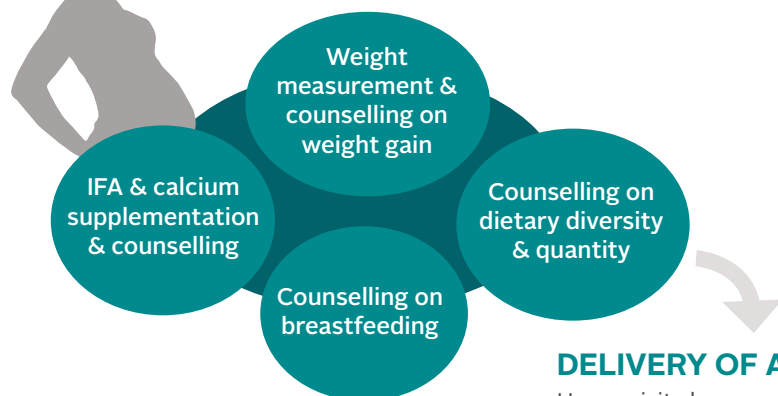 Weight
measurement &
counselling on
weight gain
IFA & calcium
supplementation
& counselling
Counselling on
dietary diversity
& quantity
Counselling on
breastfeeding
DELIVERY OF A